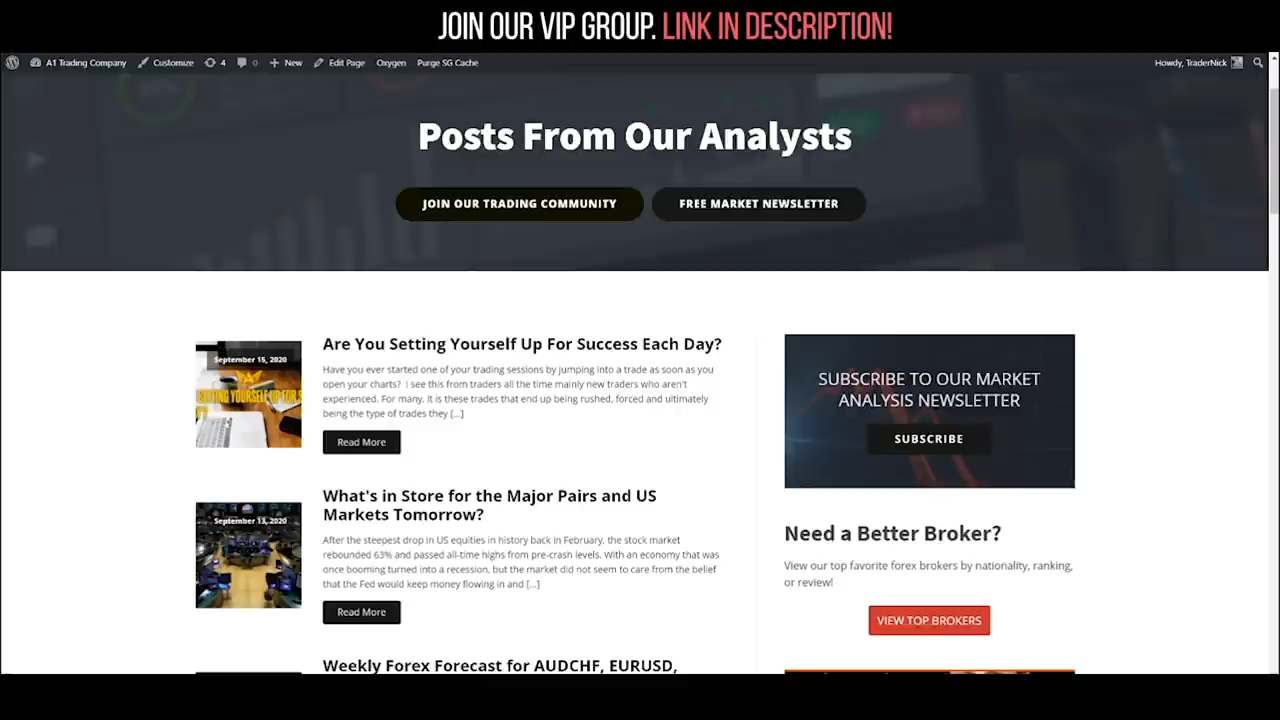 JOIN OUR VIP GROUP. LINK IN DESCRIPTION!
A1 Trading Company Customize 4 0 New Edit Page Oxygen Purge SG Cache Howdy, TraderNick
Posts From Our Analysts
JOIN OUR TRADING COMMUNITY FREE MARKET NEWSLETTER
September 15, 2020
Are You Setting Yourself Up For Success Each Day?
Have you ever started one of your trading sessions by jumping into a trade as soon as you
open your charts? I see this from traders all the time mainly new traders who aren't
experienced. For many, it is these trades that end up being rushed, forced and ultimately
being the type of trades they [...]
Read More
September 13, 2020
What's in Store for the Major Pairs and US
Markets Tomorrow?
After the steepest drop in US equities in history back in February, the stock market
rebounded 63% and passed all-time highs from pre-crash levels. With an economy that was
once booming turned into a recession, but the market did not seem to care from the belief
that the Fed would keep money flowing in and [...]
Read More
Weekly Forex Forecast for AUDCHF, EURUSD,
SUBSCRIBE TO OUR MARKET
ANALYSIS NEWSLETTER
SUBSCRIBE
Need a Better Broker?
View our top favorite forex brokers by nationality, ranking,
or review!
VIEW TOP BROKERS